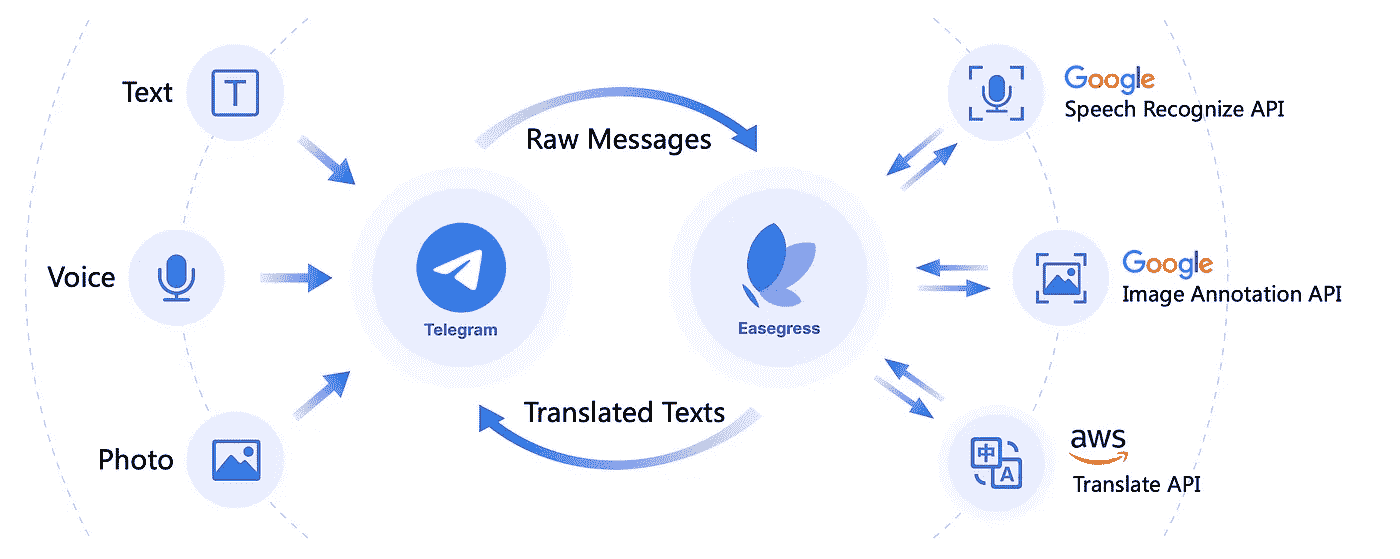 Text
T
Voice
Photo
Raw Messages
Telegram
Easegress
Translated Texts
Google
Speech Recognize API
Google
Image Annotation API
中
A
aws
Translate API